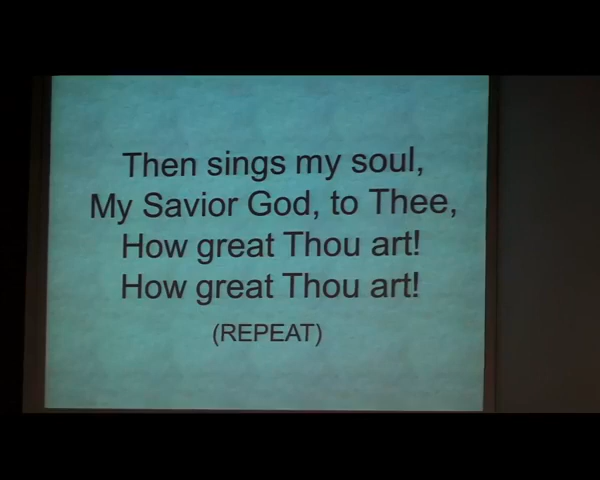 Then sings my soul,
My Savior God, to Thee,
How great Thou art!
How great Thou art!
(REPEAT)